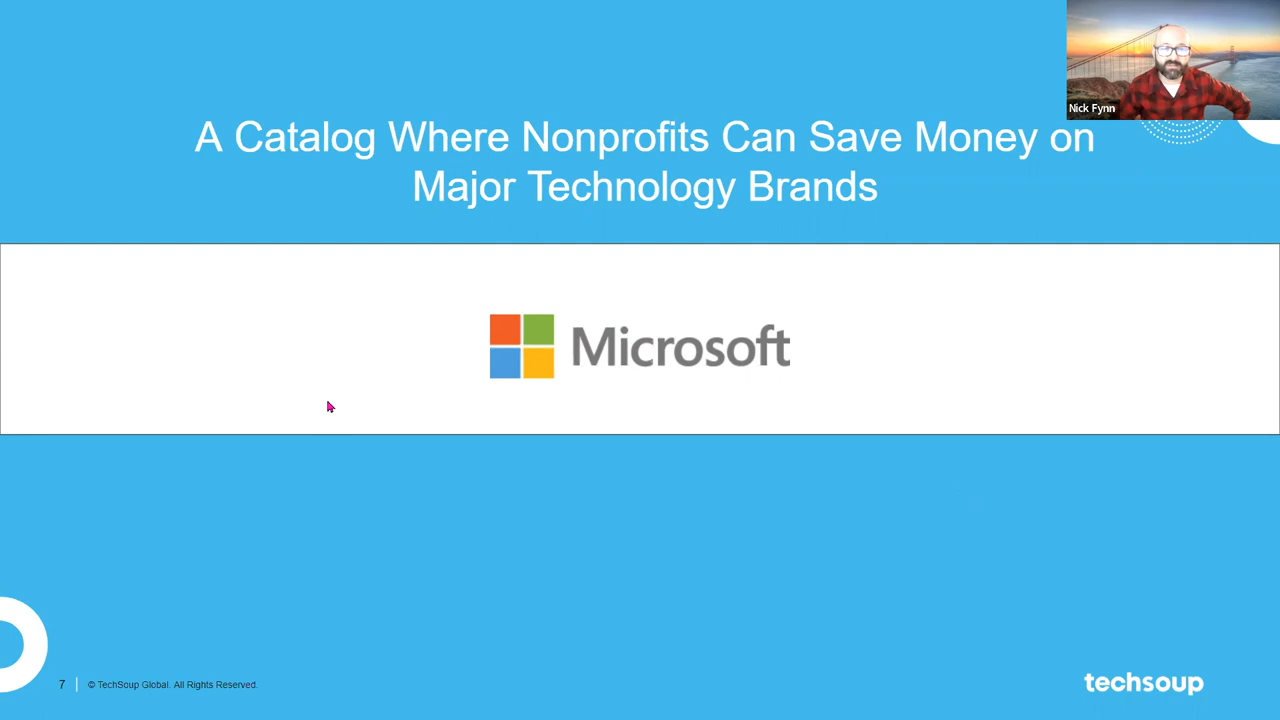 Nick Fynn
A Catalog Where Nonprofits Can Save Money on
Major Technology Brands
Microsoft
7
© TechSoup Global. All Rights Reserved.
techsoup